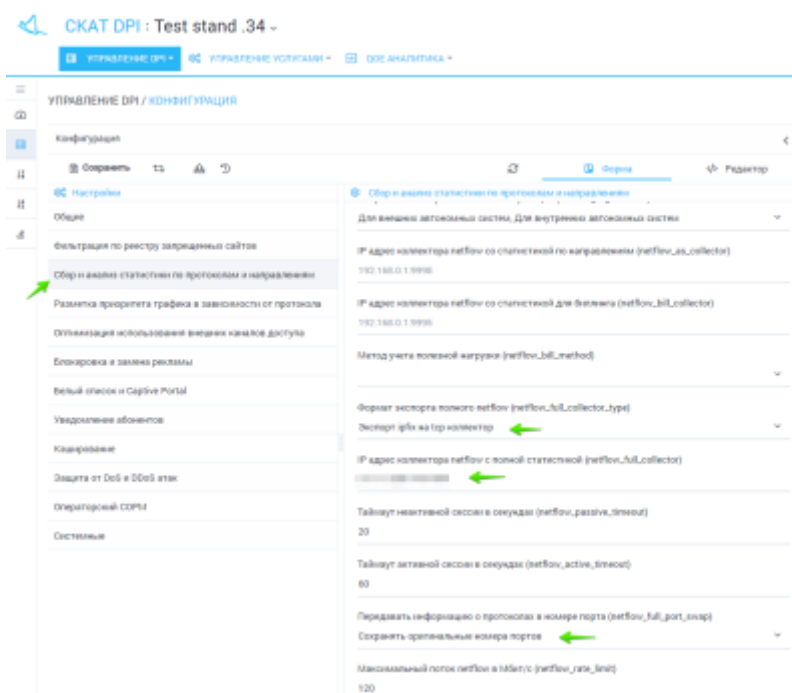 СКАТ DPI : Test stand .34
УПРАВЛЕНИЕ DPI
УПРАВЛЕНИЕ УСЛУГАМИ
QOE АНАЛИТИКА
УПРАВЛЕНИЕ DPI / КОНФИГУРАЦИЯ
Конфигурация
Сохранить
Форма
Редактор
Настройки
Общие
Фильтрация по реестру запрещенных сайтов
Сбор и анализ статистики по протоколам и направлениям
Разметка приоритета трафика в зависимости от протокола
Оптимизация использования внешних каналов доступа
Блокировка и замена рекламы
Белый список и Captive Portal
Уведомление абонентов
Кэширование
Защита от DoS и DDoS атак
Операторский СОРМ
Системные
Сбор и анализ статистики по протоколам и направлениям
Для внешних автономных систем, Для внутренних автономных систем
IP адрес коллектора netflow со статистикой по направлениям (netflow_as_collector)
192.168.0.1:9996
IP адрес коллектора netflow со статистикой для биллинга (netflow_bill_collector)
192.168.0.1:9996
Метод учета полезной нагрузки (netflow_bill_method)
Формат экспорта полного netflow (netflow_full_collector_type)
Экспорт ipfix на tcp коллектор
IP адрес коллектора netflow с полной статистикой (netflow_full_collector)
Таймаут неактивной сессии в секундах (netflow_passive_timeout)
20
Таймаут активной сессии в секундах (netflow_active_timeout)
60
Передавать информацию о протоколах в номере порта (netflow_full_port_swap)
Сохранять оригинальные номера портов
Максимальный поток netflow в Мбит/с (netflow_rate_limit)
120